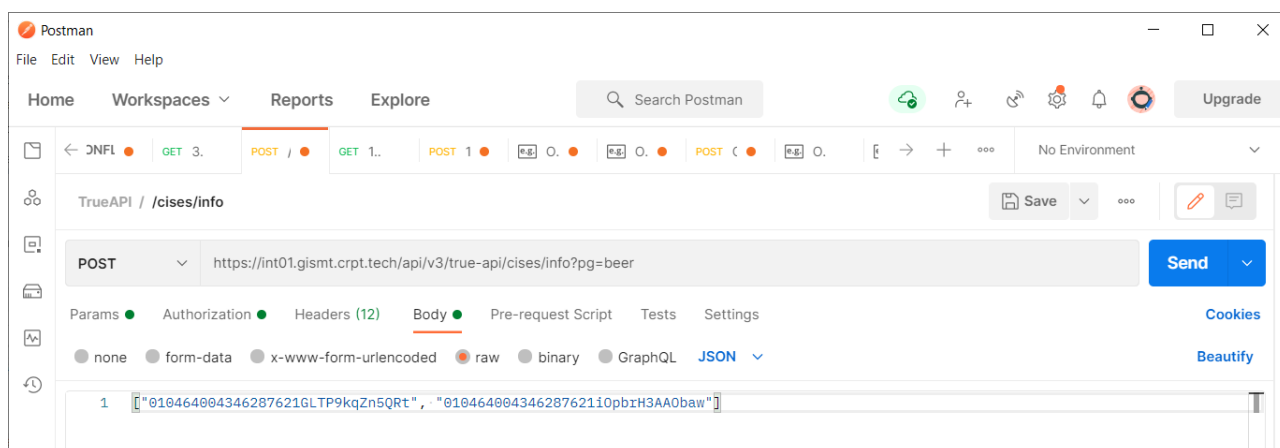 Postman
File Edit View Help
Home Workspaces Reports Explore Search Postman Upgrade
ONFL GET 3. POST / GET 1.. POST 1 e.g. O. e.g. O. POST ( e.g. O. No Environment
TrueAPI / /cises/info Save
POST https://int01.gismt.crpt.tech/api/v3/true-api/cises/info?pg=beer Send
Params Authorization Headers (12) Body Pre-request Script Tests Settings Cookies
none form-data x-www-form-urlencoded raw binary GraphQL JSON Beautify
1 ["010464004346287621GLTP9kqZn5QRt", "010464004346287621iOpbrH3AAObaw"]